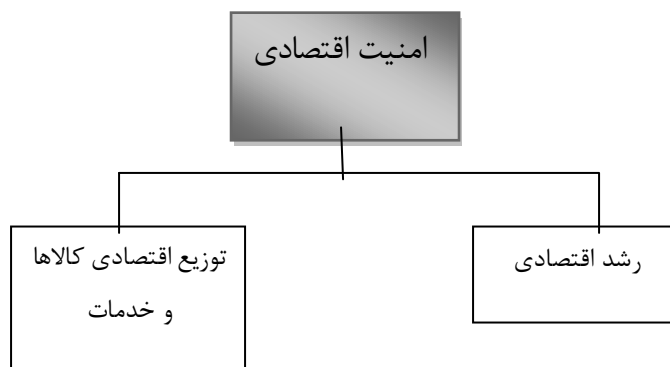 امنیت اقتصادی
رشد اقتصادی
توزیع اقتصادی کالاها
و خدمات